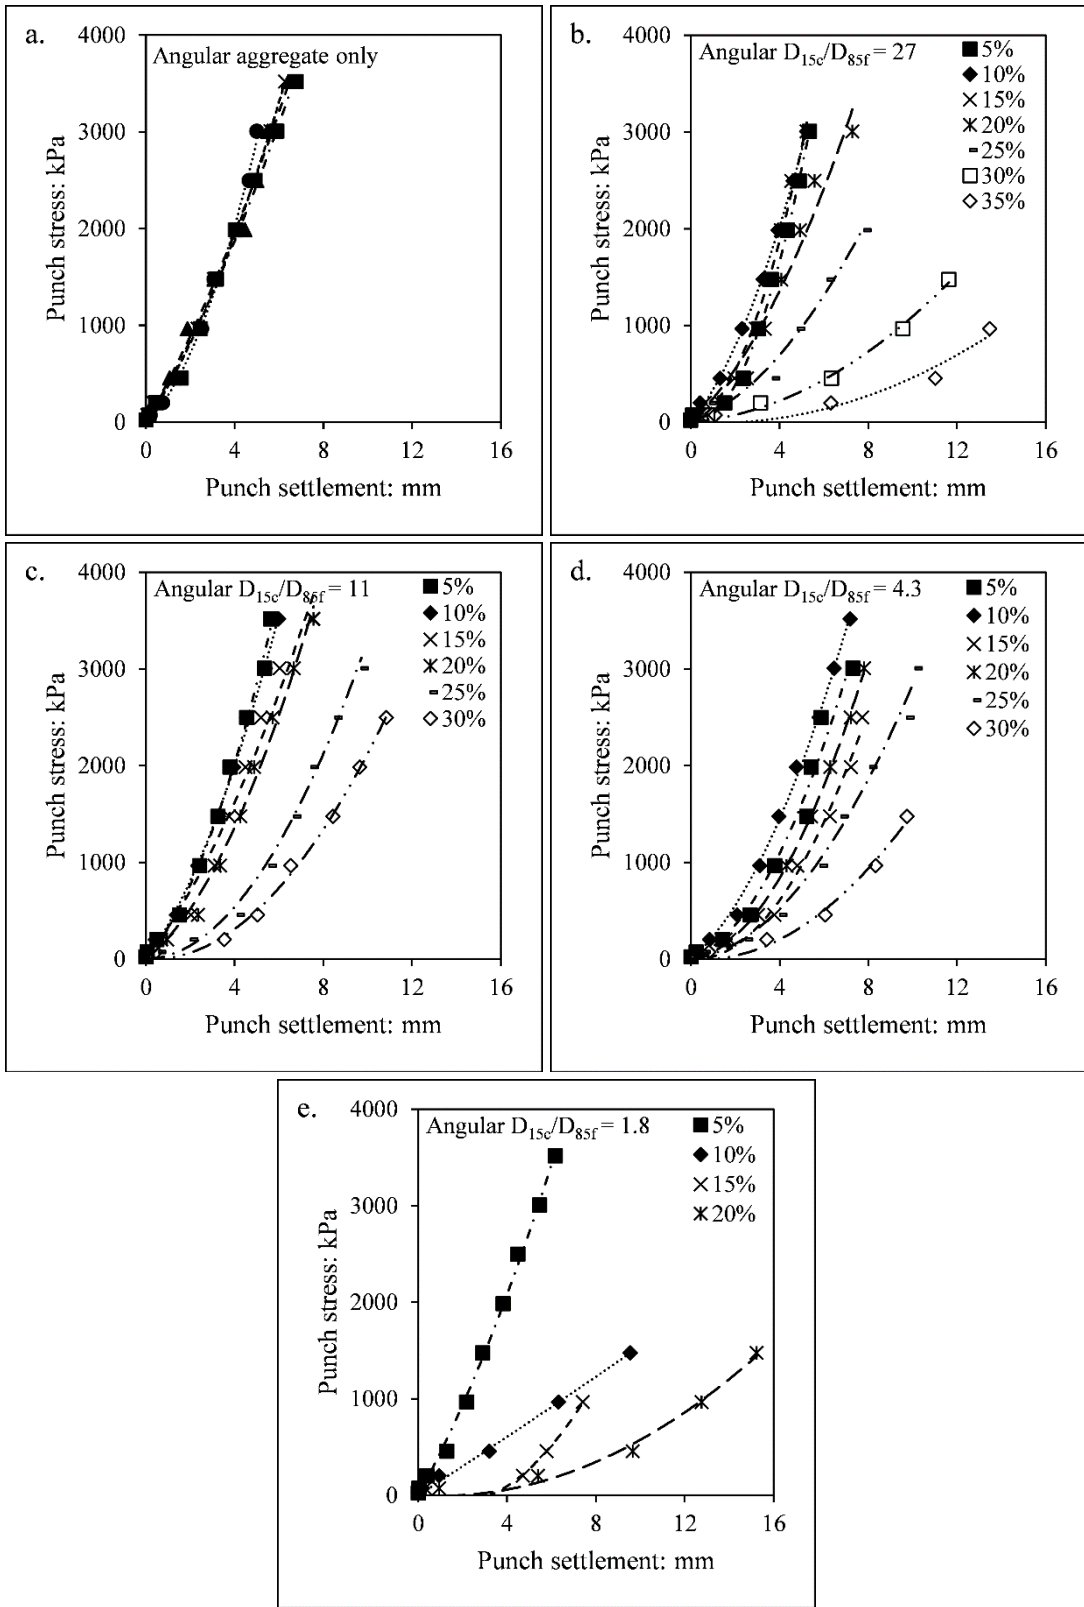 a.
Angular aggregate only
4000
3000
2000
1000
0
0 4 8 12 16
Punch stress: kPa
Punch settlement: mm
b.
Angular D15c/D85f = 27
5%
10%
15%
20%
25%
30%
35%
4000
3000
2000
1000
0
0 4 8 12 16
Punch stress: kPa
Punch settlement: mm
c.
Angular D15c/D85f = 11
5%
10%
15%
20%
25%
30%
4000
3000
2000
1000
0
0 4 8 12 16
Punch stress: kPa
Punch settlement: mm
d.
Angular D15c/D85f = 4.3
5%
10%
15%
20%
25%
30%
4000
3000
2000
1000
0
0 4 8 12 16
Punch stress: kPa
Punch settlement: mm
e.
Angular D15c/D85f = 1.8
5%
10%
15%
20%
4000
3000
2000
1000
0
0 4 8 12 16
Punch stress: kPa
Punch settlement: mm